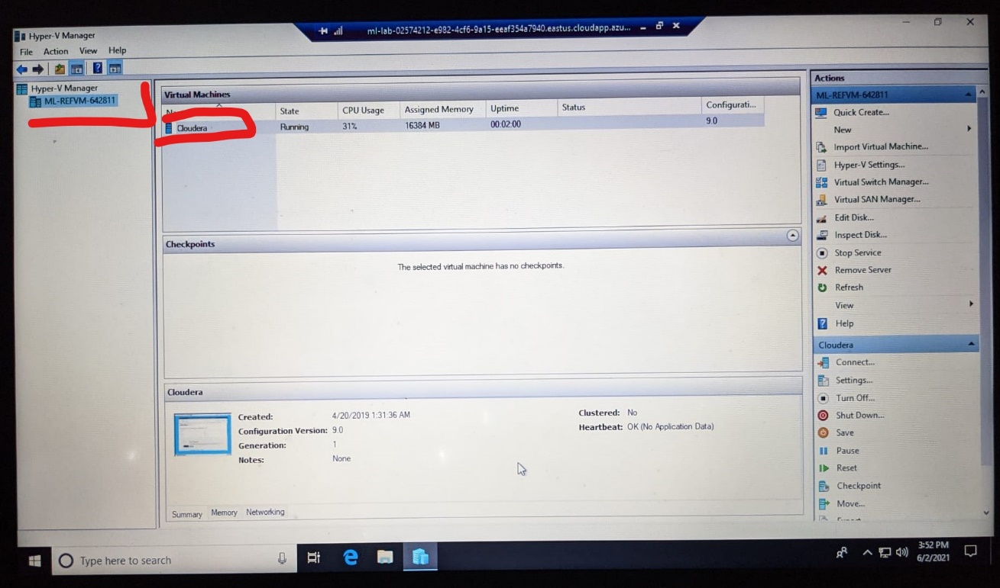 ml-lab-02574212-e982-4cf6-9a15-eeaf354a7940.eastus.cloudapp.azu...
Hyper-V Manager
File Action View Help
Hyper-V Manager
ML-REFVM-642811
Virtual Machines
State CPU Usage Assigned Memory Uptime Status Configurati...
Cloudera Running 31% 16384 MB 00:02:00 9.0
Checkpoints
The selected virtual machine has no checkpoints.
Cloudera
Created: 4/20/2019 1:31:36 AM Clustered: No
Configuration Version: 9.0 Heartbeat: OK (No Application Data)
Generation: 1
Notes: None
Summary Memory Networking
Actions
ML-REFVM-642811
Quick Create...
New
Import Virtual Machine...
Hyper-V Settings...
Virtual Switch Manager...
Virtual SAN Manager...
Edit Disk...
Inspect Disk...
Stop Service
Remove Server
Refresh
View
Help
Cloudera
Connect...
Settings...
Turn Off...
Shut Down...
Save
Pause
Reset
Checkpoint
Move...
Type here to search
3:52 PM
6/2/2021